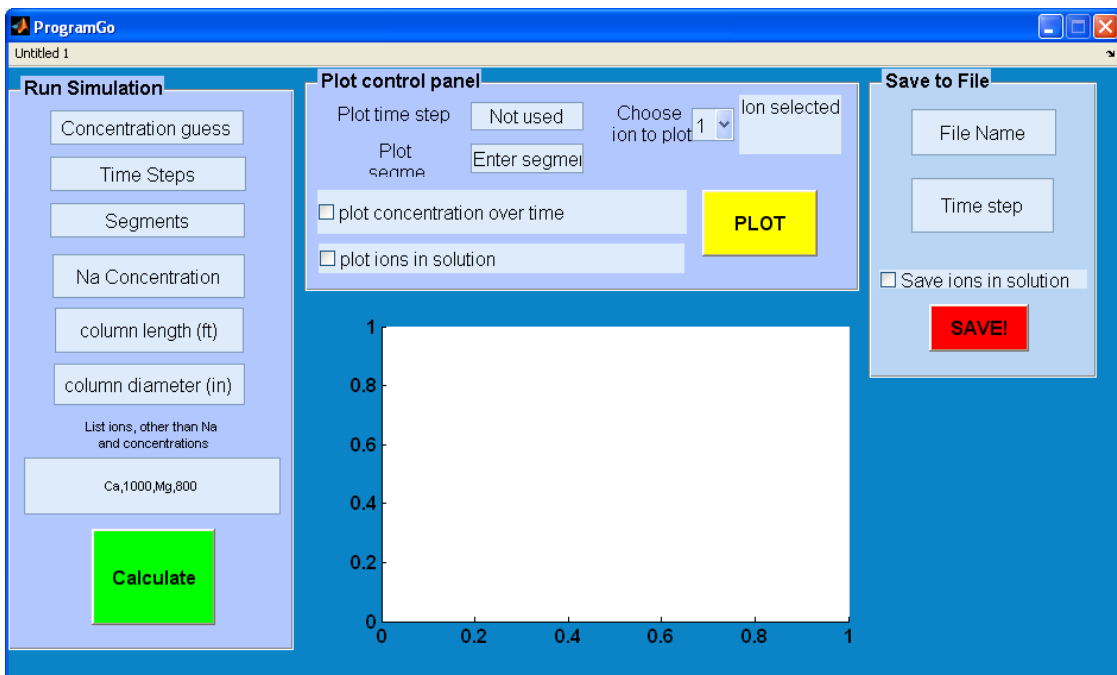 ProgramGo
Untitled 1
Run Simulation
Concentration guess
Time Steps
Segments
Na Concentration
column length (ft)
column diameter (in)
List ions, other than Na
and concentrations
Ca,1000,Mg,800
Calculate
Plot control panel
Plot time step
Not used
Choose
ion to plot
1
Ion selected
Plot
segme
Enter segmei
plot concentration over time
plot ions in solution
PLOT
Save to File
File Name
Time step
Save ions in solution
SAVE!
1
0.8
0.6
0.4
0.2
0
0 0.2 0.4 0.6 0.8 1